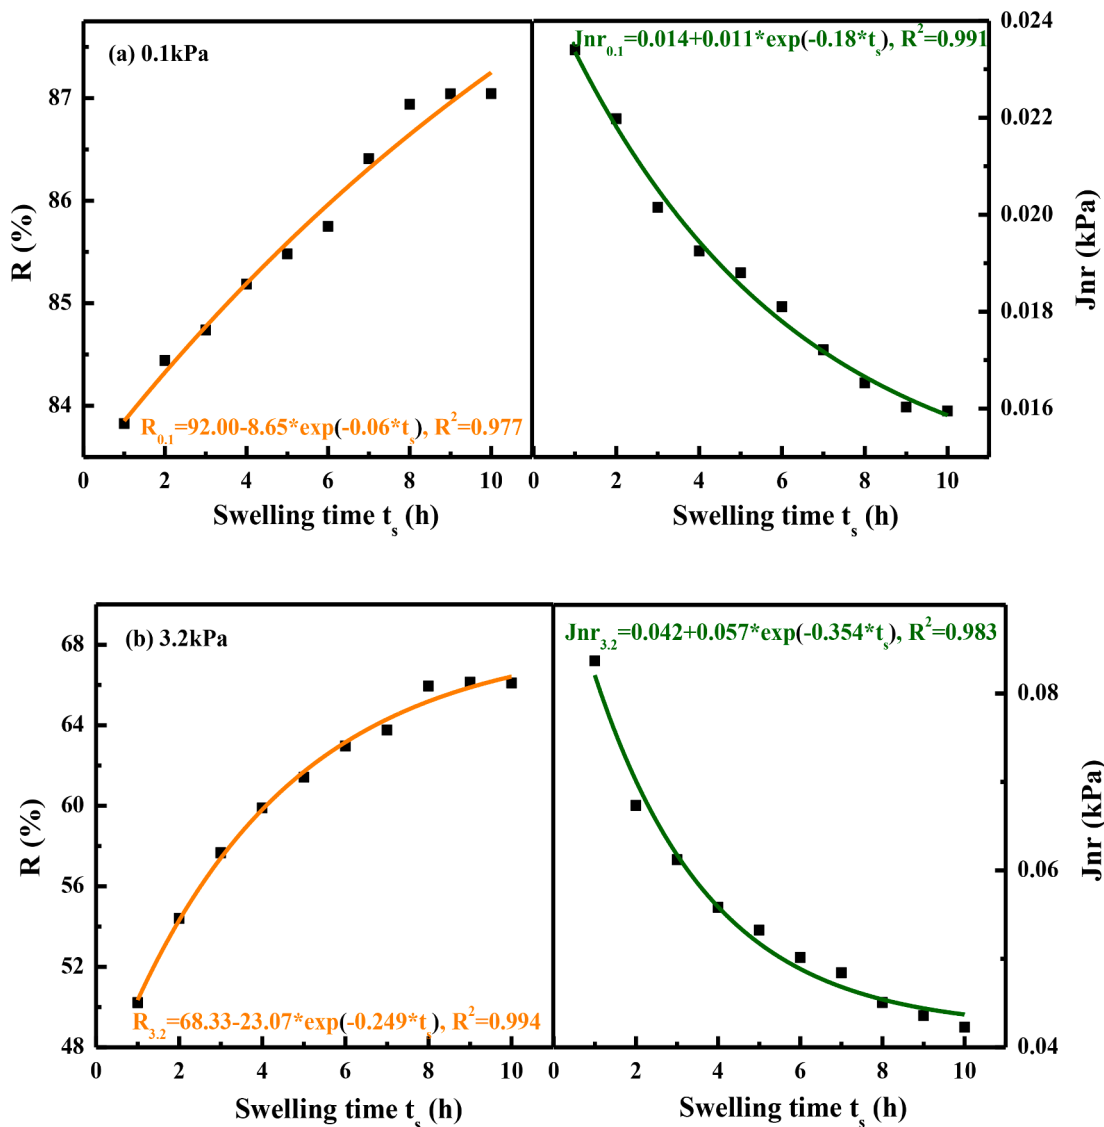 (a) 0.1kPa
R (%)
87
86
85
84
R0.1=92.00-8.65*exp(-0.06*ts), R2=0.977
0 2 4 6 8 10
Swelling time ts (h)
Jnr0.1=0.014+0.011*exp(-0.18*ts), R2=0.991
0.024
0.022
0.020
0.018
0.016
Jnr (kPa)
0 2 4 6 8 10
Swelling time ts (h)
(b) 3.2kPa
R (%)
68
64
60
56
52
48
R3.2=68.33-23.07*exp(-0.249*ts), R2=0.994
0 2 4 6 8 10
Swelling time ts (h)
Jnr3.2=0.042+0.057*exp(-0.354*ts), R2=0.983
0.08
0.06
0.04
Jnr (kPa)
0 2 4 6 8 10
Swelling time ts (h)